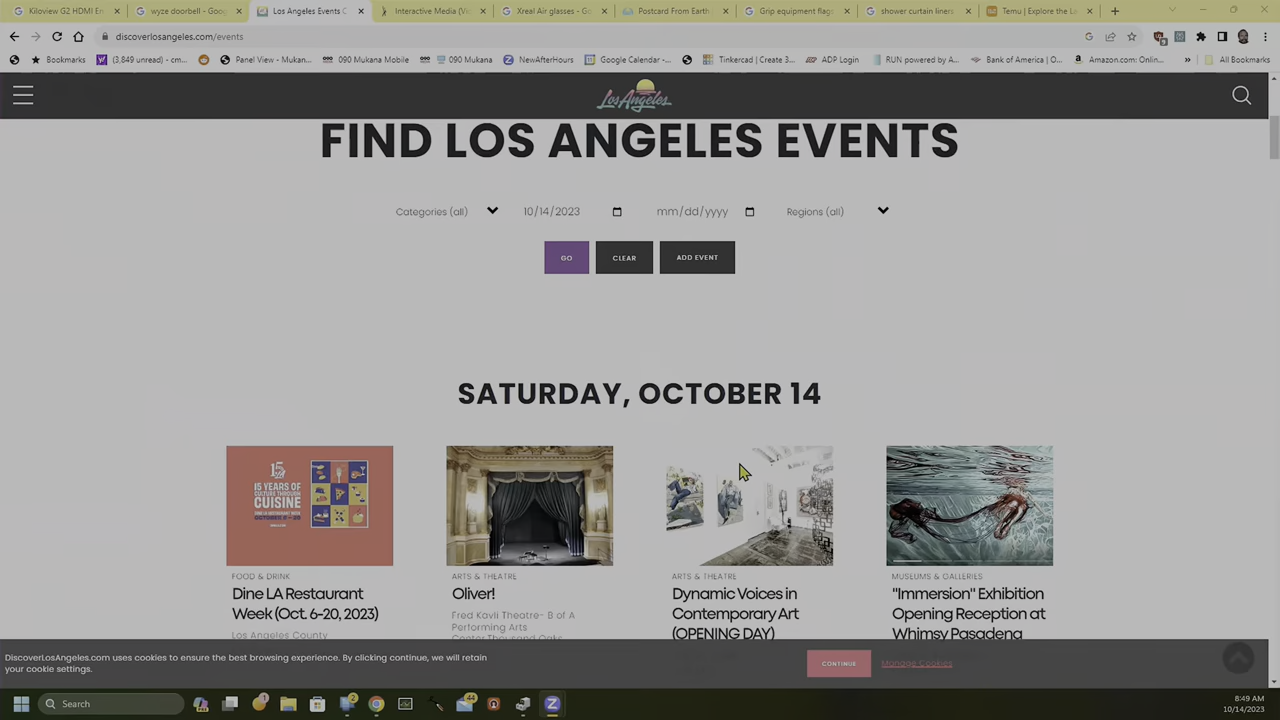 Kiloview G2 HDMI En
wyze doorbell - Goog
Los Angeles Events C
Interactive Media (Vi
Xreal Air glasses - Go
Postcard From Earth
Grip equipment flags
shower curtain liners
Temu | Explore the La
discoverlosangeles.com/events
Bookmarks
(3,849 unread) - cm...
Panel View - Mukan...
090 Mukana Mobile
090 Mukana
NewAfterHours
Google Calendar -...
Tinkercad | Create 3...
ADP Login
RUN powered by A...
Bank of America | O...
Amazon.com: Onlin...
All Bookmarks
Los Angeles
FIND LOS ANGELES EVENTS
Categories (all)
10/14/2023
mm/dd/yyyy
Regions (all)
GO
CLEAR
ADD EVENT
SATURDAY, OCTOBER 14
15 YEARS OF
CULTURE THROUGH
CUISINE
FOOD & DRINK
Dine LA Restaurant
Week (Oct. 6-20, 2023)
Los Angeles County
ARTS & THEATRE
Oliver!
Fred Kavli Theatre- B of A
Performing Arts
Center Thousand Oaks
ARTS & THEATRE
Dynamic Voices in
Contemporary Art
(OPENING DAY)
MUSEUMS & GALLERIES
"Immersion" Exhibition
Opening Reception at
Whimsy Pasadena
DiscoverLosAngeles.com uses cookies to ensure the best browsing experience. By clicking continue, we will retain
your cookie settings.
CONTINUE
Manage Cookies
Search
44
8:49 AM
10/14/2023